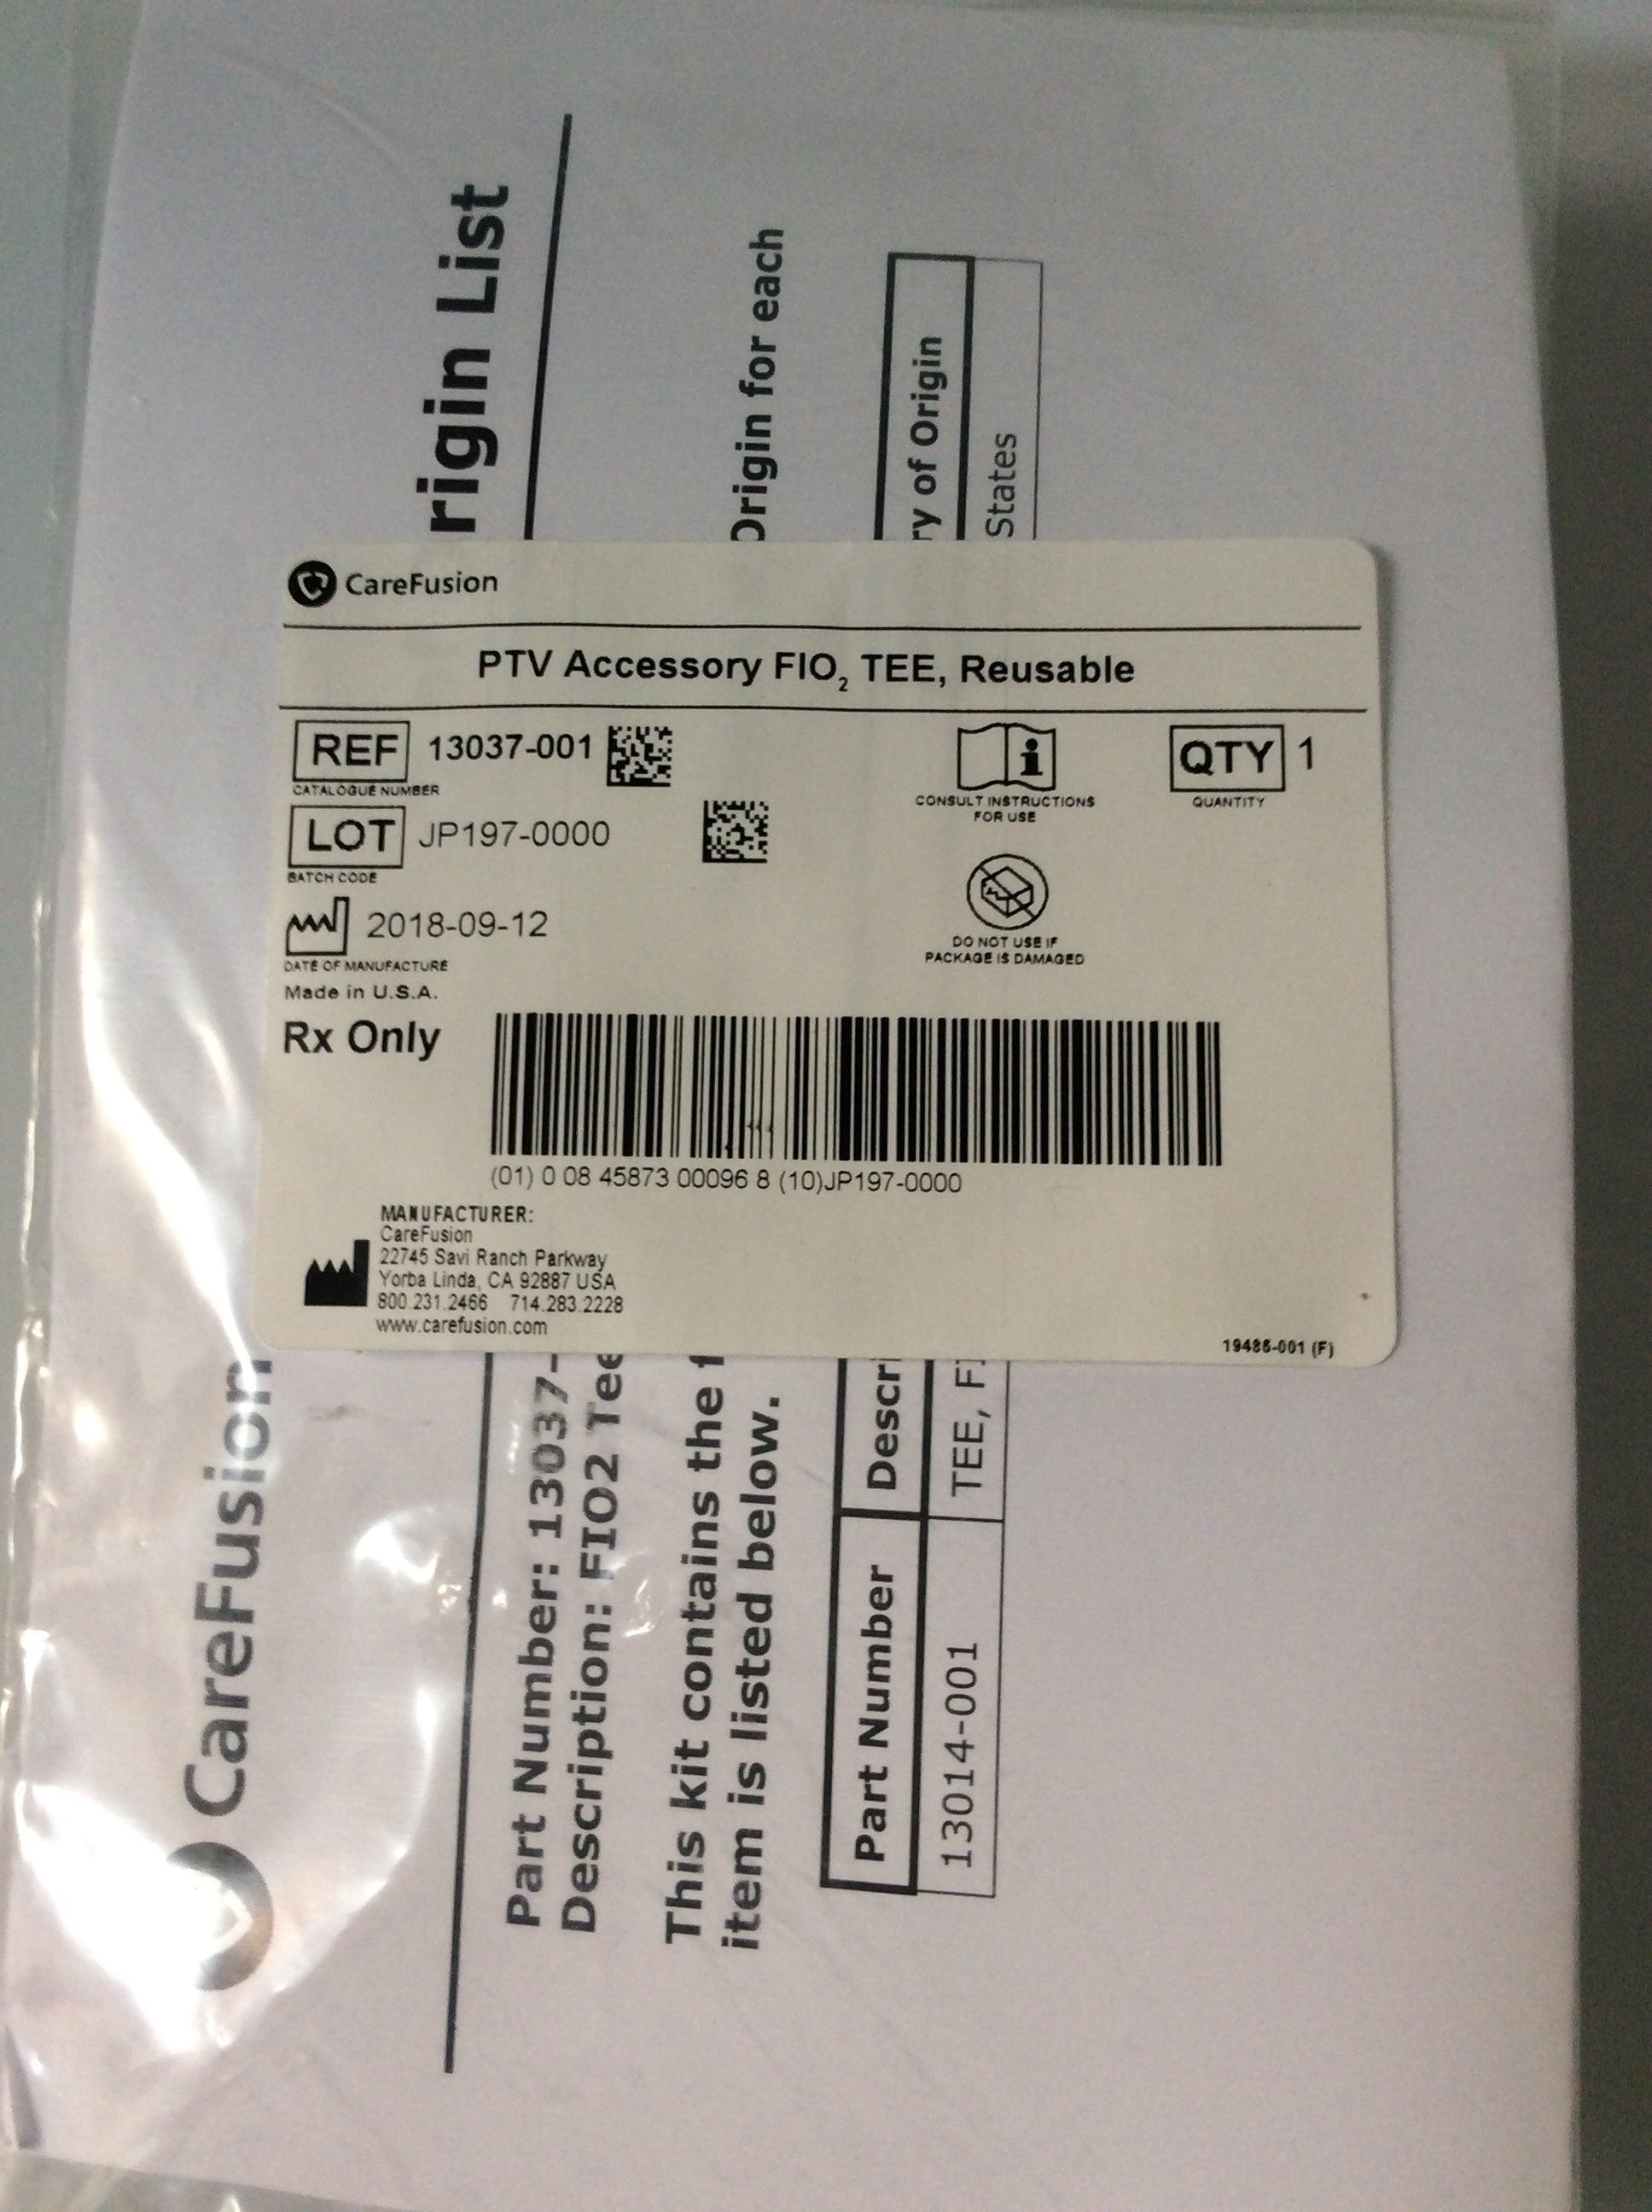 CareFusion
PTV Accessory FIO2 TEE, Reusable
REF 13037-001
CATALOGUE NUMBER
LOT JP197-0000
BATCH CODE
2018-09-12
DATE OF MANUFACTURE
Made in U.S.A.
Rx Only
CONSULT INSTRUCTIONS
FOR USE
QTY 1
QUANTITY
DO NOT USE IF
PACKAGE IS DAMAGED
(01) 0 08 45873 00096 8 (10)JP197-0000
MANUFACTURER:
CareFusion
22745 Savi Ranch Parkway
Yorba Linda, CA 92887 USA
800.231.2466 714.283.2228
www.carefusion.com
19486-001 (F)
CareFusion rigin List
Part Number: 13037-
Description: FIO2 Tee
This kit contains the f Origin for each
item is listed below.
Part Number Descri ry of Origin
13014-001 TEE, FI States